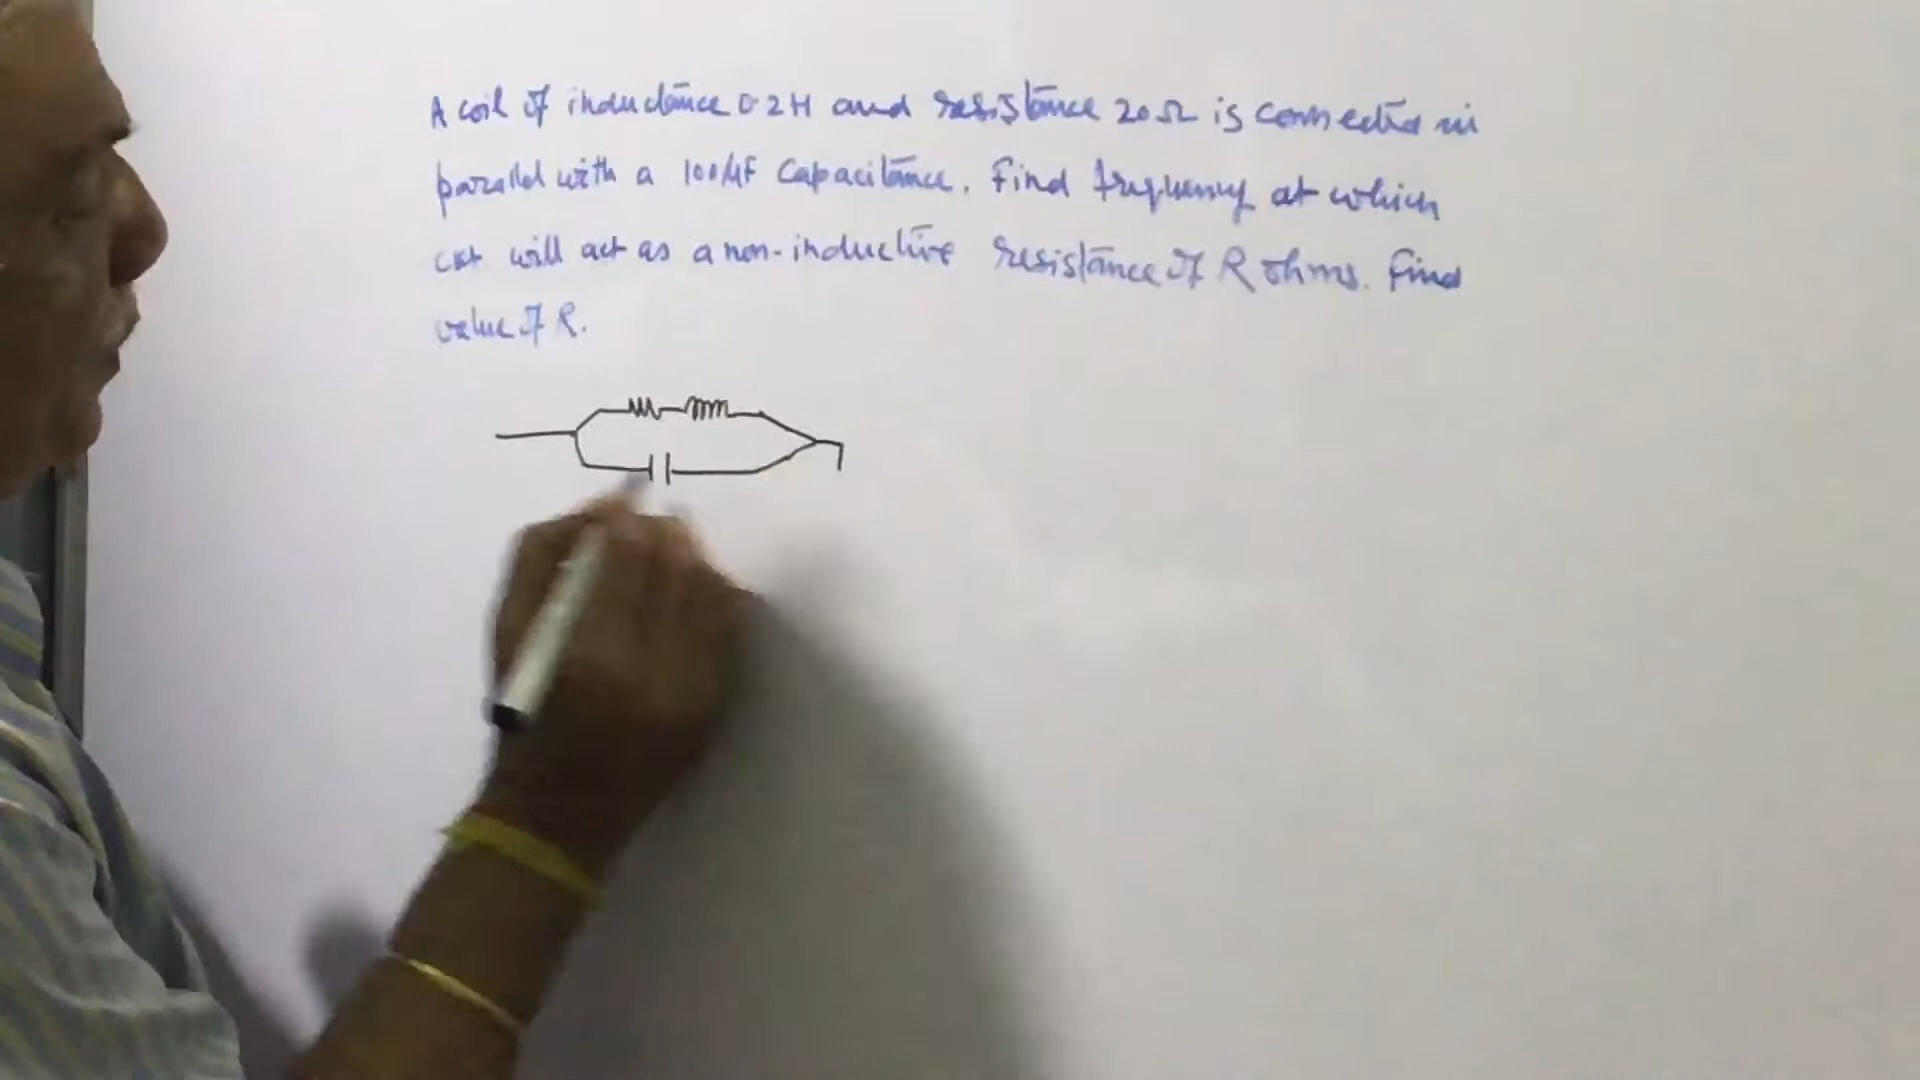 A coil of inductance 0.2H and resistance 20Ω is connected in
parallel with a 100μF Capacitance. Find frequency at which
ckt will act as a non-inductive resistance of R ohms. Find
value of R.